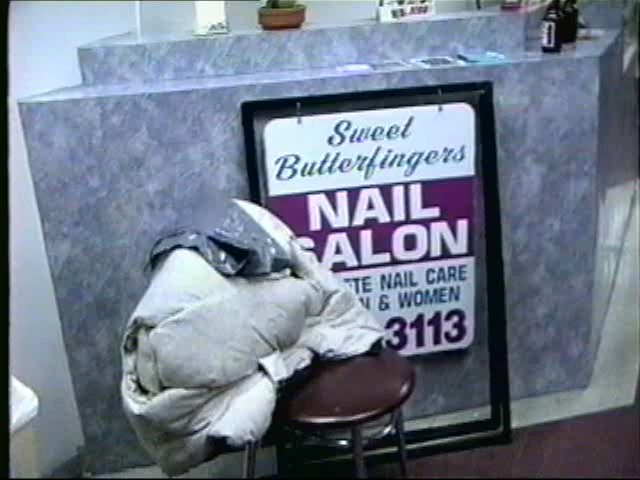 Sweet
Butterfingers
NAIL
SALON
TE NAIL CARE
N & WOMEN
3113